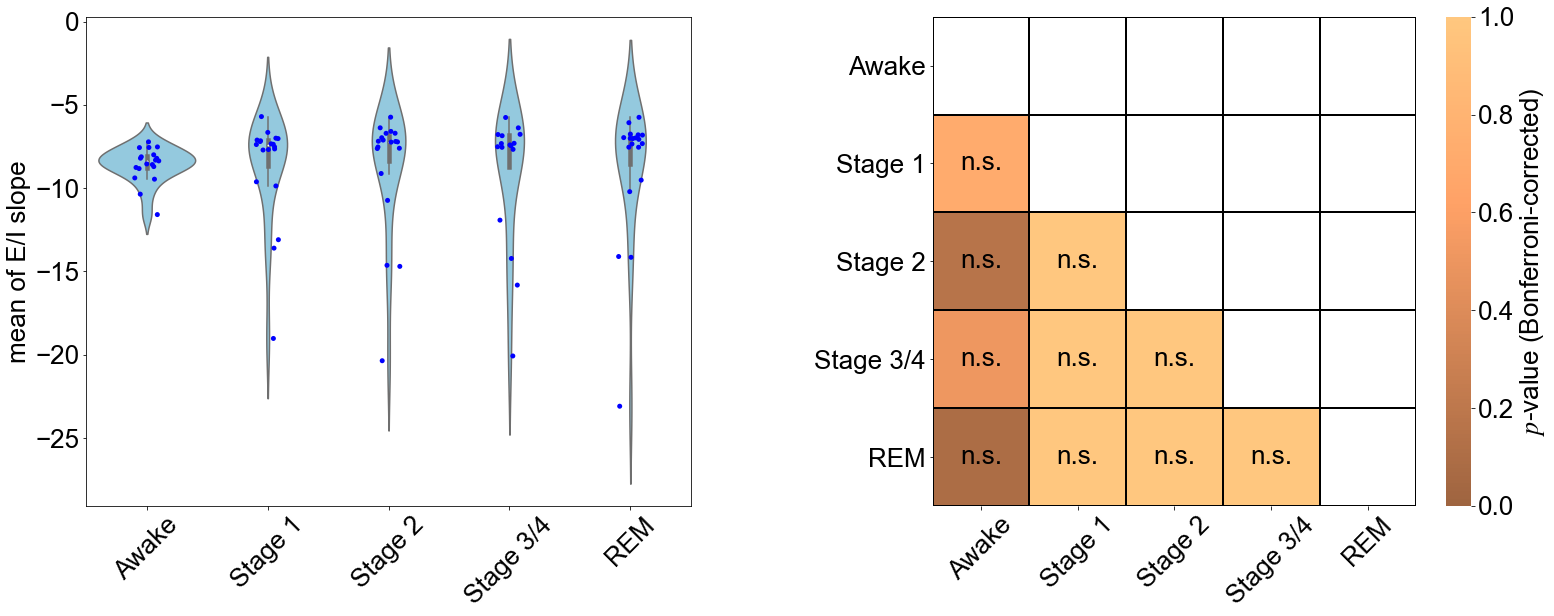 mean of E/I slope
0
−5
−10
−15
−20
−25
Awake
Stage 1
Stage 2
Stage 3/4
REM
Awake
Stage 1
n.s.
Stage 2
n.s. n.s.
Stage 3/4
n.s. n.s. n.s.
REM
n.s. n.s. n.s. n.s.
Awake
Stage 1
Stage 2
Stage 3/4
REM
1.0
0.8
0.6
0.4
0.2
0.0
p-value (Bonferroni-corrected)